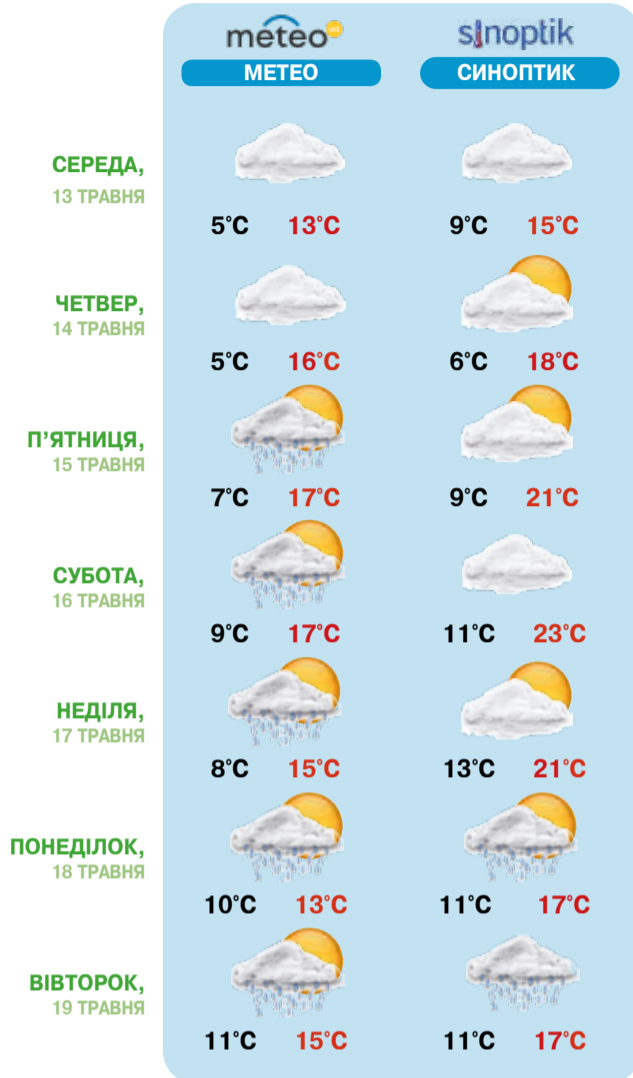 meteo ua sinoptik
МЕТЕО СИНОПТИК
СЕРЕДА,
13 ТРАВНЯ
5°C 13°C 9°C 15°C
ЧЕТВЕР,
14 ТРАВНЯ
5°C 16°C 6°C 18°C
П’ЯТНИЦЯ,
15 ТРАВНЯ
7°C 17°C 9°C 21°C
СУБОТА,
16 ТРАВНЯ
9°C 17°C 11°C 23°C
НЕДІЛЯ,
17 ТРАВНЯ
8°C 15°C 13°C 21°C
ПОНЕДІЛОК,
18 ТРАВНЯ
10°C 13°C 11°C 17°C
ВІВТОРОК,
19 ТРАВНЯ
11°C 15°C 11°C 17°C